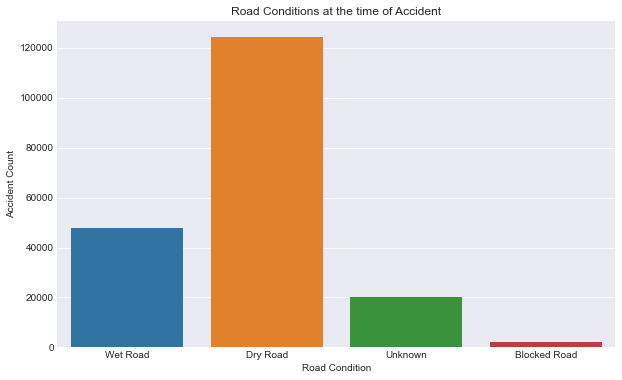 Road Conditions at the time of Accident
120000
100000
80000
60000
40000
20000
0
Accident Count
Wet Road Dry Road Unknown Blocked Road
Road Condition